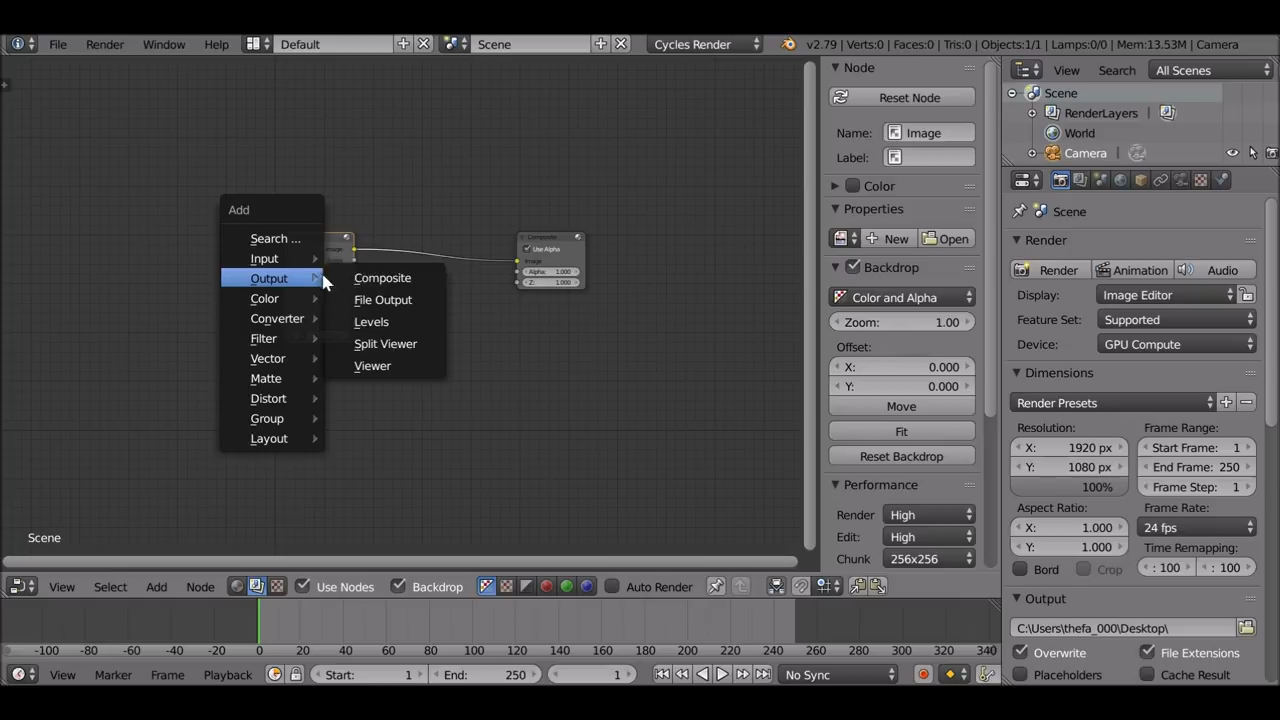 File Render Window Help Default Scene Cycles Render v2.79 | Verts:0 | Faces:0 | Tris:0 | Objects:1/1 | Lamps:0/0 | Mem:13.53M | Camera
Add
Search ...
Input
Output
Color
Converter
Filter
Vector
Matte
Distort
Group
Layout
Composite
File Output
Levels
Split Viewer
Viewer
Image
Composite
Use Alpha
Image
Alpha: 1.000
Z: 1.000
Scene
Node
Reset Node
Name: Image
Label:
Color
Properties
New Open
Backdrop
Color and Alpha
Zoom: 1.00
Offset:
X: 0.000
Y: 0.000
Move
Fit
Reset Backdrop
Performance
Render High
Edit: High
Chunk 256x256
View Search All Scenes
Scene
RenderLayers
World
Camera
Scene
Render
Render Animation Audio
Display: Image Editor
Feature Set: Supported
Device: GPU Compute
Dimensions
Render Presets
Resolution: Frame Range:
X: 1920 px Start Frame: 1
Y: 1080 px End Frame: 250
100% Frame Step: 1
Aspect Ratio: Frame Rate:
X: 1.000 24 fps
Y: 1.000 Time Remapping:
Bord Crop : 100 : 100
Output
C:\Users\thefa_000\Desktop\
Overwrite File Extensions
Placeholders Cache Result
View Select Add Node Use Nodes Backdrop Auto Render
-100 -80 -60 -40 -20 0 20 40 60 80 100 120 140 160 180 200 220 240 260 280 300 320 340
View Marker Frame Playback Start: 1 End: 250 1 No Sync